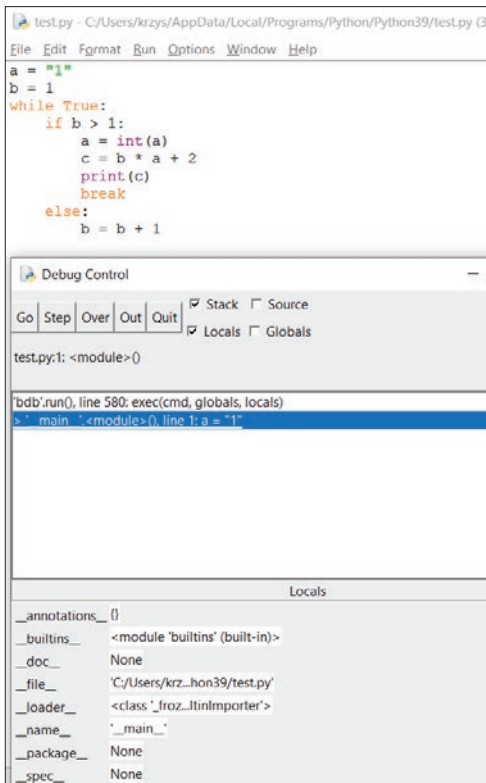 test.py - C:/Users/krzys/AppData/Local/Programs/Python/Python39/test.py (3
File Edit Format Run Options Window Help
a = "1"
b = 1
while True:
    if b > 1:
        a = int(a)
        c = b * a + 2
        print(c)
        break
    else:
        b = b + 1
Debug Control
Go Step Over Out Quit Stack Source
Locals Globals
test.py:1: <module>()
'bdb'.run(), line 580: exec(cmd, globals, locals)
> '__main__'.<module>(), line 1: a = "1"
Locals
__annotations__ {}
__builtins__ <module 'builtins' (built-in)>
__doc__ None
__file__ 'C:/Users/krz...hon39/test.py'
__loader__ <class '_froz...ltinImporter'>
__name__ '__main__'
__package__ None
__spec__ None